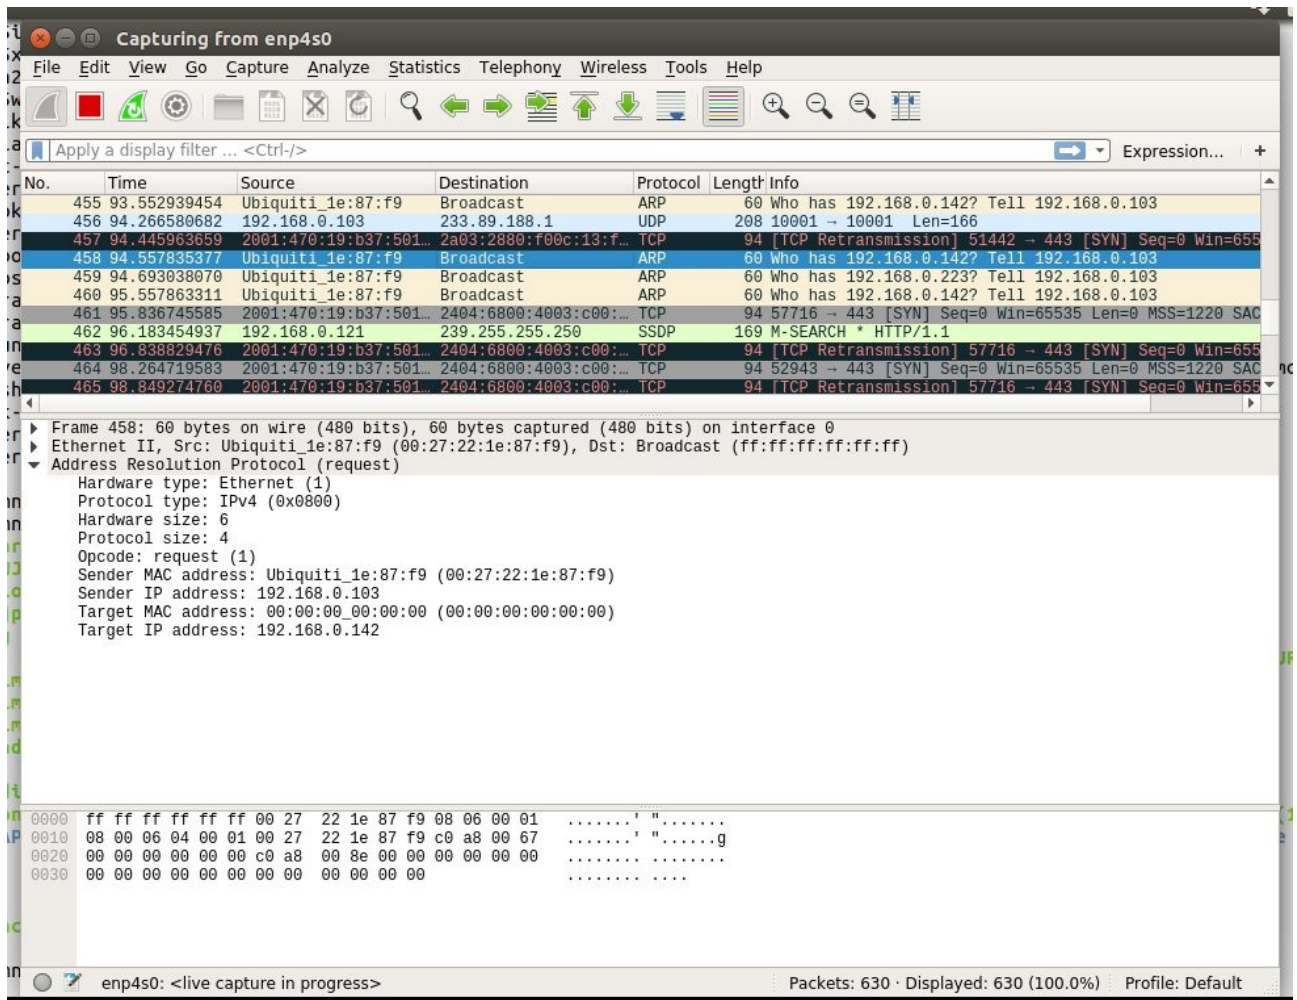 Capturing from enp4s0
File Edit View Go Capture Analyze Statistics Telephony Wireless Tools Help
Apply a display filter ... <Ctrl-/> Expression... +
No. Time Source Destination Protocol Length Info
455 93.552939454 Ubiquiti_1e:87:f9 Broadcast ARP 60 Who has 192.168.0.142? Tell 192.168.0.103
456 94.266580682 192.168.0.103 233.89.188.1 UDP 208 10001 → 10001 Len=166
457 94.445963659 2001:470:19:b37:501… 2a03:2880:f00c:13:f… TCP 94 [TCP Retransmission] 51442 → 443 [SYN] Seq=0 Win=655
458 94.557835377 Ubiquiti_1e:87:f9 Broadcast ARP 60 Who has 192.168.0.142? Tell 192.168.0.103
459 94.693038070 Ubiquiti_1e:87:f9 Broadcast ARP 60 Who has 192.168.0.223? Tell 192.168.0.103
460 95.557863311 Ubiquiti_1e:87:f9 Broadcast ARP 60 Who has 192.168.0.142? Tell 192.168.0.103
461 95.836745585 2001:470:19:b37:501… 2404:6800:4003:c00:… TCP 94 57716 → 443 [SYN] Seq=0 Win=65535 Len=0 MSS=1220 SAC
462 96.183454937 192.168.0.121 239.255.255.250 SSDP 169 M-SEARCH * HTTP/1.1
463 96.838829476 2001:470:19:b37:501… 2404:6800:4003:c00:… TCP 94 [TCP Retransmission] 57716 → 443 [SYN] Seq=0 Win=655
464 98.264719583 2001:470:19:b37:501… 2404:6800:4003:c00:… TCP 94 52943 → 443 [SYN] Seq=0 Win=65535 Len=0 MSS=1220 SAC
465 98.849274760 2001:470:19:b37:501… 2404:6800:4003:c00:… TCP 94 [TCP Retransmission] 57716 → 443 [SYN] Seq=0 Win=655
Frame 458: 60 bytes on wire (480 bits), 60 bytes captured (480 bits) on interface 0
Ethernet II, Src: Ubiquiti_1e:87:f9 (00:27:22:1e:87:f9), Dst: Broadcast (ff:ff:ff:ff:ff:ff)
Address Resolution Protocol (request)
Hardware type: Ethernet (1)
Protocol type: IPv4 (0x0800)
Hardware size: 6
Protocol size: 4
Opcode: request (1)
Sender MAC address: Ubiquiti_1e:87:f9 (00:27:22:1e:87:f9)
Sender IP address: 192.168.0.103
Target MAC address: 00:00:00_00:00:00 (00:00:00:00:00:00)
Target IP address: 192.168.0.142
0000 ff ff ff ff ff ff 00 27 22 1e 87 f9 08 06 00 01 .......' ".......
0010 08 00 06 04 00 01 00 27 22 1e 87 f9 c0 a8 00 67 .......' "......g
0020 00 00 00 00 00 00 c0 a8 00 8e 00 00 00 00 00 00 ........ ........
0030 00 00 00 00 00 00 00 00 00 00 00 00 ........ ....
enp4s0: <live capture in progress> Packets: 630 · Displayed: 630 (100.0%) Profile: Default